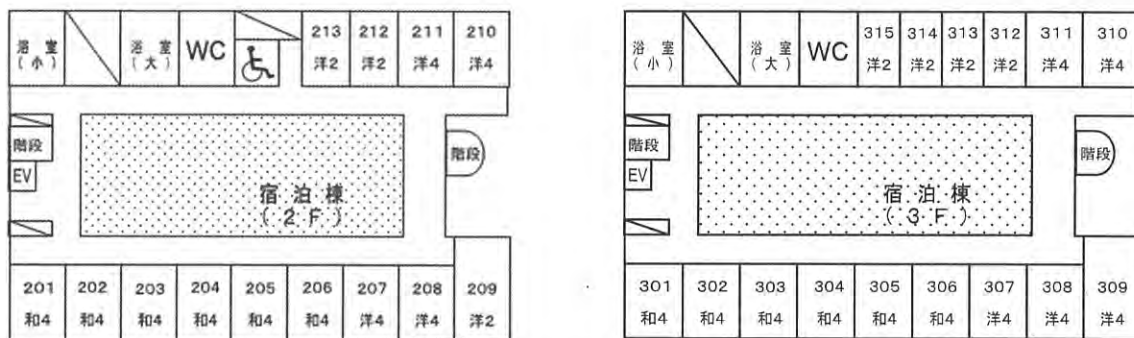 浴室
(小)
浴室
(大)
WC
213
洋2
212
洋2
211
洋4
210
洋4
階段
EV
階段
宿泊棟
(2F)
201
和4
202
和4
203
和4
204
和4
205
和4
206
和4
207
洋4
208
洋4
209
洋2
浴室
(小)
浴室
(大)
WC
315
洋2
314
洋2
313
洋2
312
洋2
311
洋4
310
洋4
階段
EV
階段
宿泊棟
(3F)
301
和4
302
和4
303
和4
304
和4
305
和4
306
和4
307
洋4
308
洋4
309
洋4